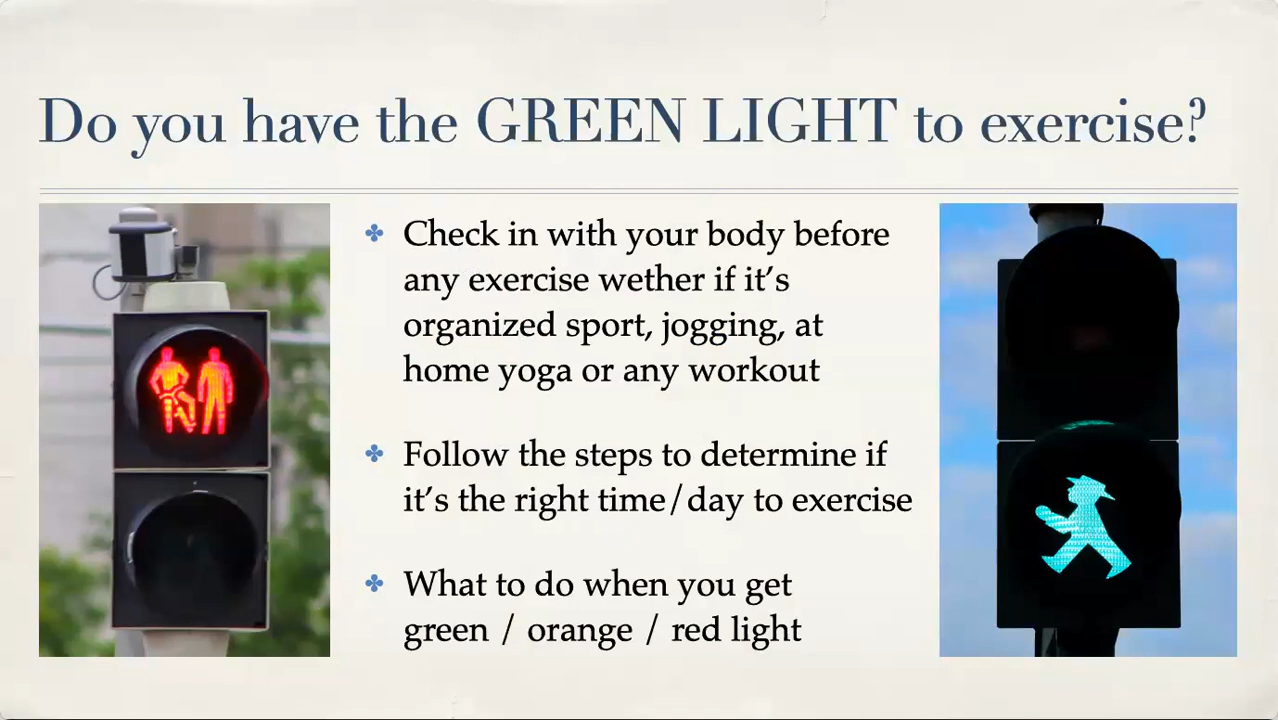 Do you have the GREEN LIGHT to exercise?
Check in with your body before
any exercise wether if it’s
organized sport, jogging, at
home yoga or any workout
Follow the steps to determine if
it’s the right time/day to exercise
What to do when you get
green / orange / red light